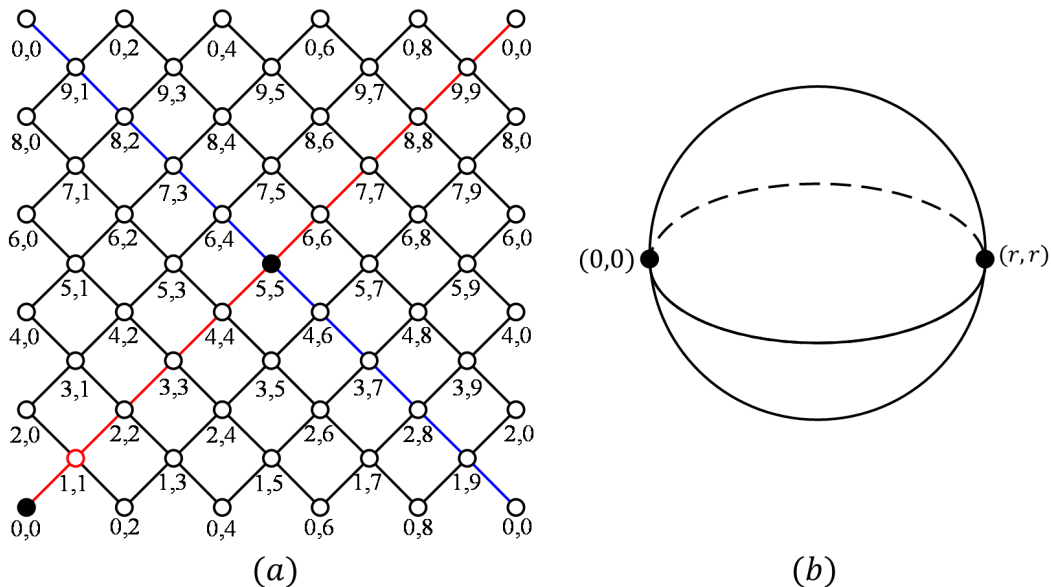 0,0 0,2 0,4 0,6 0,8 0,0
9,1 9,3 9,5 9,7 9,9
8,0 8,2 8,4 8,6 8,8 8,0
7,1 7,3 7,5 7,7 7,9
6,0 6,2 6,4 6,6 6,8 6,0
5,1 5,3 5,5 5,7 5,9
4,0 4,2 4,4 4,6 4,8 4,0
3,1 3,3 3,5 3,7 3,9
2,0 2,2 2,4 2,6 2,8 2,0
1,1 1,3 1,5 1,7 1,9
0,0 0,2 0,4 0,6 0,8 0,0
(a)
(0,0) (r,r)
(b)